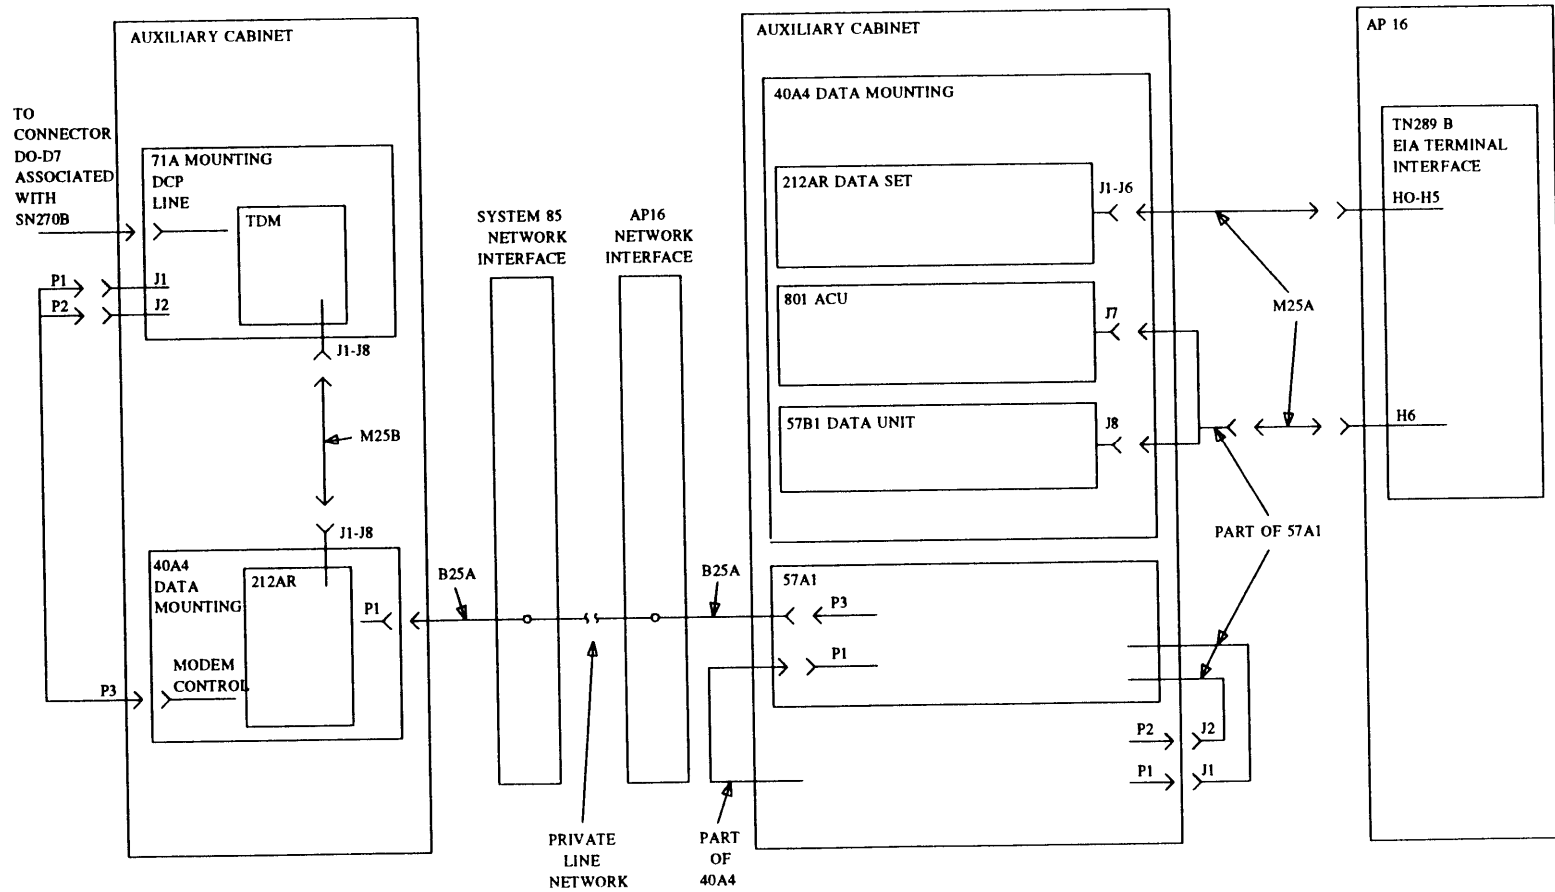 AUXILIARY CABINET
TO
CONNECTOR
DO-D7
ASSOCIATED
WITH
SN270B
71A MOUNTING
DCP
LINE
TDM
P1
J1
P2
J2
J1-J8
M25B
J1-J8
40A4
DATA
MOUNTING
212AR
P1
MODEM
CONTROL
P3
B25A
SYSTEM 85
NETWORK
INTERFACE
AP16
NETWORK
INTERFACE
B25A
PRIVATE
LINE
NETWORK
PART
OF
40A4
AUXILIARY CABINET
40A4 DATA MOUNTING
212AR DATA SET
J1-J6
801 ACU
J7
57B1 DATA UNIT
J8
57A1
P3
P1
P2
J2
P1
J1
M25A
PART OF 57A1
AP 16
TN289 B
EIA TERMINAL
INTERFACE
HO-H5
H6